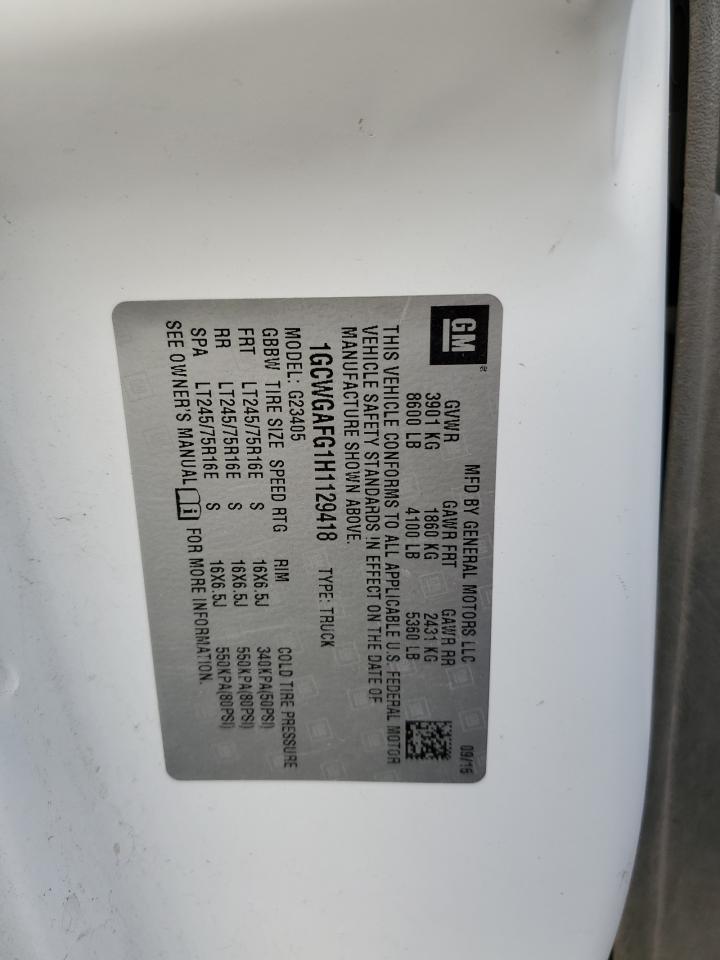 GM ®
MFD BY GENERAL MOTORS LLC 09/16
GVWR GAWR FRT GAWR RR
3901 KG 1860 KG 2431 KG
8600 LB 4100 LB 5360 LB
THIS VEHICLE CONFORMS TO ALL APPLICABLE U.S. FEDERAL MOTOR
VEHICLE SAFETY STANDARDS IN EFFECT ON THE DATE OF
MANUFACTURE SHOWN ABOVE.
1GCWGAFG1H1129418 TYPE: TRUCK
MODEL: G23405
GBBW TIRE SIZE SPEED RTG RIM COLD TIRE PRESSURE
FRT LT245/75R16E S 16X6.5J 340KPA(50PSI)
RR LT245/75R16E S 16X6.5J 550KPA(80PSI)
SPA LT245/75R16E S 16X6.5J 550KPA(80PSI)
SEE OWNER'S MANUAL i FOR MORE INFORMATION.